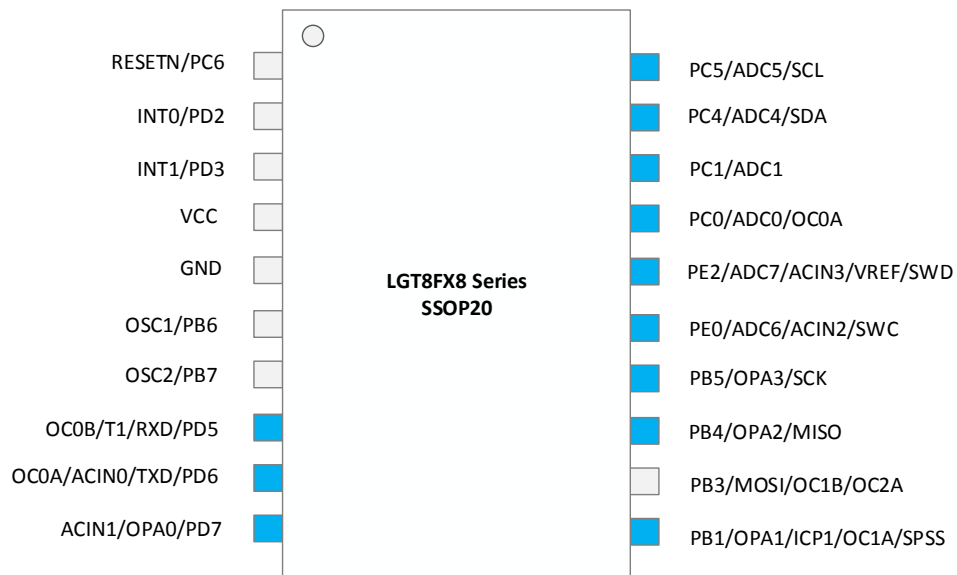 RESETN/PC6
INT0/PD2
INT1/PD3
VCC
GND
OSC1/PB6
OSC2/PB7
OC0B/T1/RXD/PD5
OC0A/ACIN0/TXD/PD6
ACIN1/OPA0/PD7
LGT8FX8 Series
SSOP20
PC5/ADC5/SCL
PC4/ADC4/SDA
PC1/ADC1
PC0/ADC0/OC0A
PE2/ADC7/ACIN3/VREF/SWD
PE0/ADC6/ACIN2/SWC
PB5/OPA3/SCK
PB4/OPA2/MISO
PB3/MOSI/OC1B/OC2A
PB1/OPA1/ICP1/OC1A/SPSS